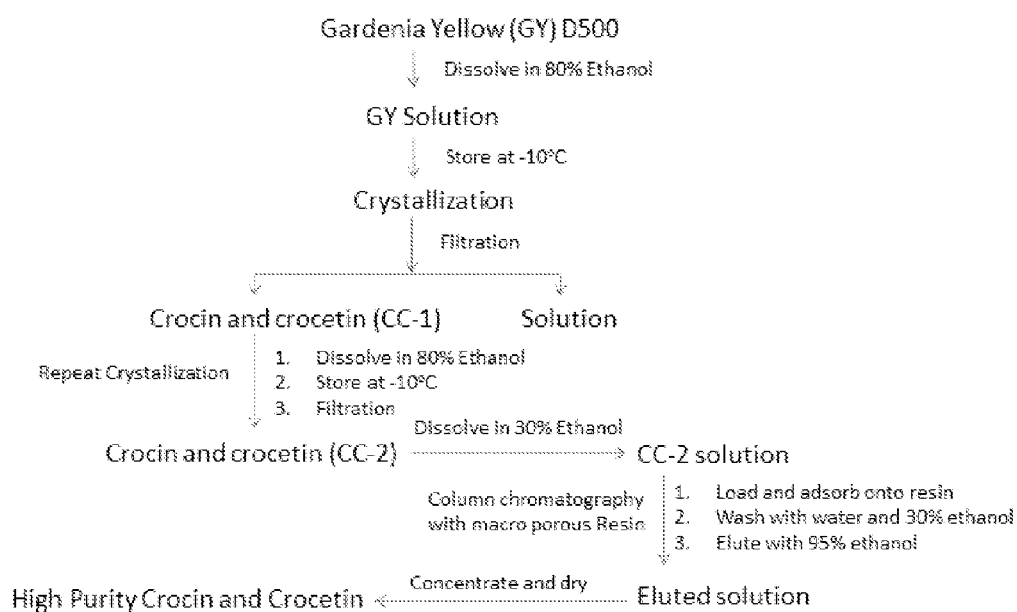 Gardenia Yellow (GY) D500
Dissolve in 80% Ethanol
GY Solution
Store at -10°C
Crystallization
Filtration
Crocin and crocetin (CC-1)
Solution
Repeat Crystallization
1. Dissolve in 80% Ethanol
2. Store at -10°C
3. Filtration
Crocin and crocetin (CC-2)
Dissolve in 30% Ethanol
CC-2 solution
Column chromatography
with macro porous Resin
1. Load and adsorb onto resin
2. Wash with water and 30% ethanol
3. Elute with 95% ethanol
Eluted solution
Concentrate and dry
High Purity Crocin and Crocetin